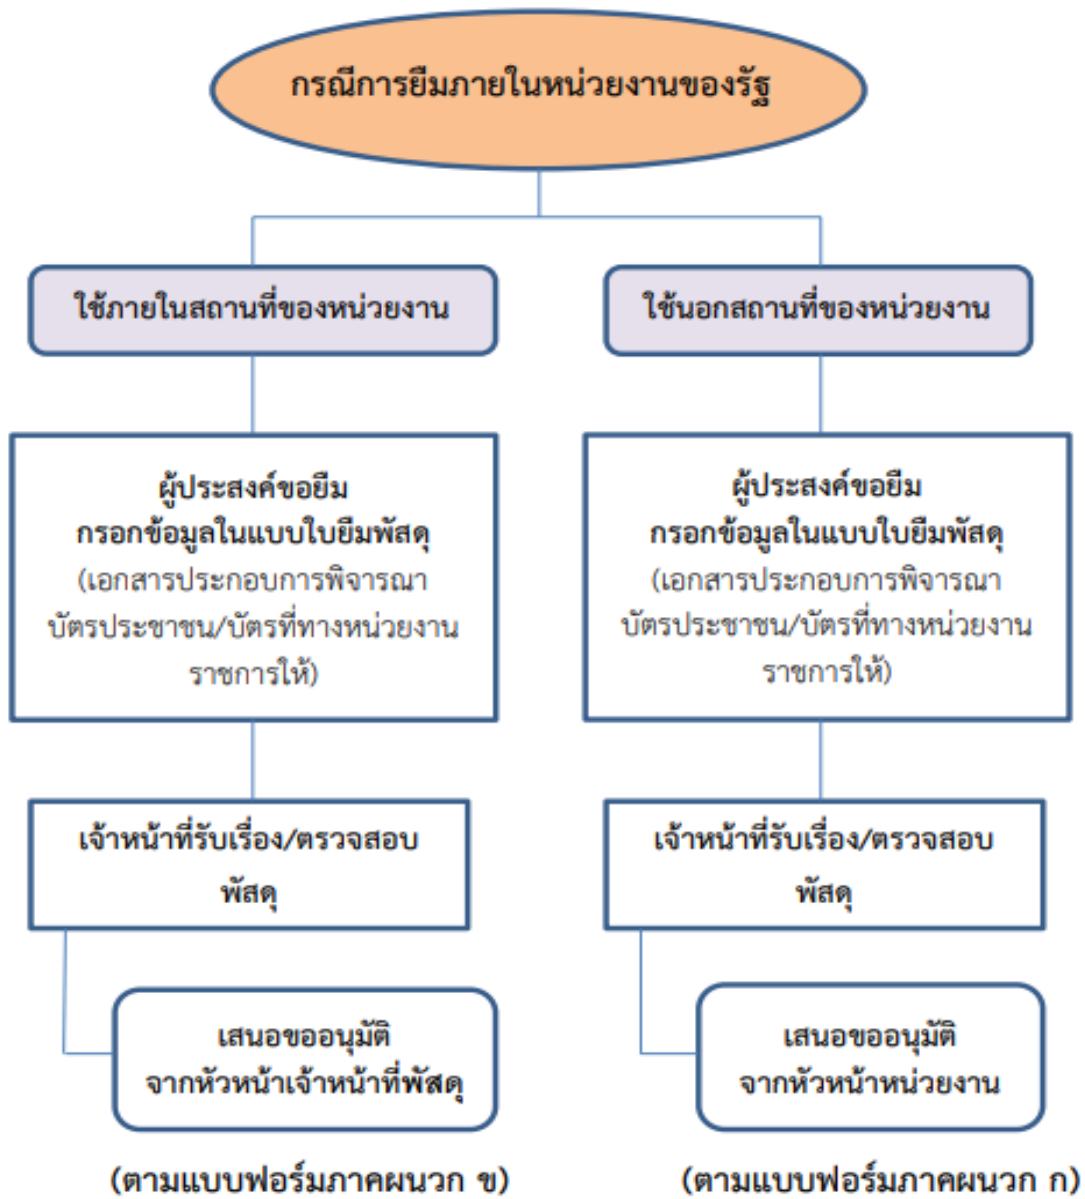 กรณีการยืมภายในหน่วยงานของรัฐ
ใช้ภายในสถานที่ของหน่วยงาน
ผู้ประสงค์ขอยืม
กรอกข้อมูลในแบบใบยืมพัสดุ
(เอกสารประกอบการพิจารณา
บัตรประชาชน/บัตรที่ทางหน่วยงาน
ราชการให้)
เจ้าหน้าที่รับเรื่อง/ตรวจสอบ
พัสดุ
เสนอขออนุมัติ
จากหัวหน้าเจ้าหน้าที่พัสดุ
(ตามแบบฟอร์มภาคผนวก ข)
ใช้นอกสถานที่ของหน่วยงาน
ผู้ประสงค์ขอยืม
กรอกข้อมูลในแบบใบยืมพัสดุ
(เอกสารประกอบการพิจารณา
บัตรประชาชน/บัตรที่ทางหน่วยงาน
ราชการให้)
เจ้าหน้าที่รับเรื่อง/ตรวจสอบ
พัสดุ
เสนอขออนุมัติ
จากหัวหน้าหน่วยงาน
(ตามแบบฟอร์มภาคผนวก ก)